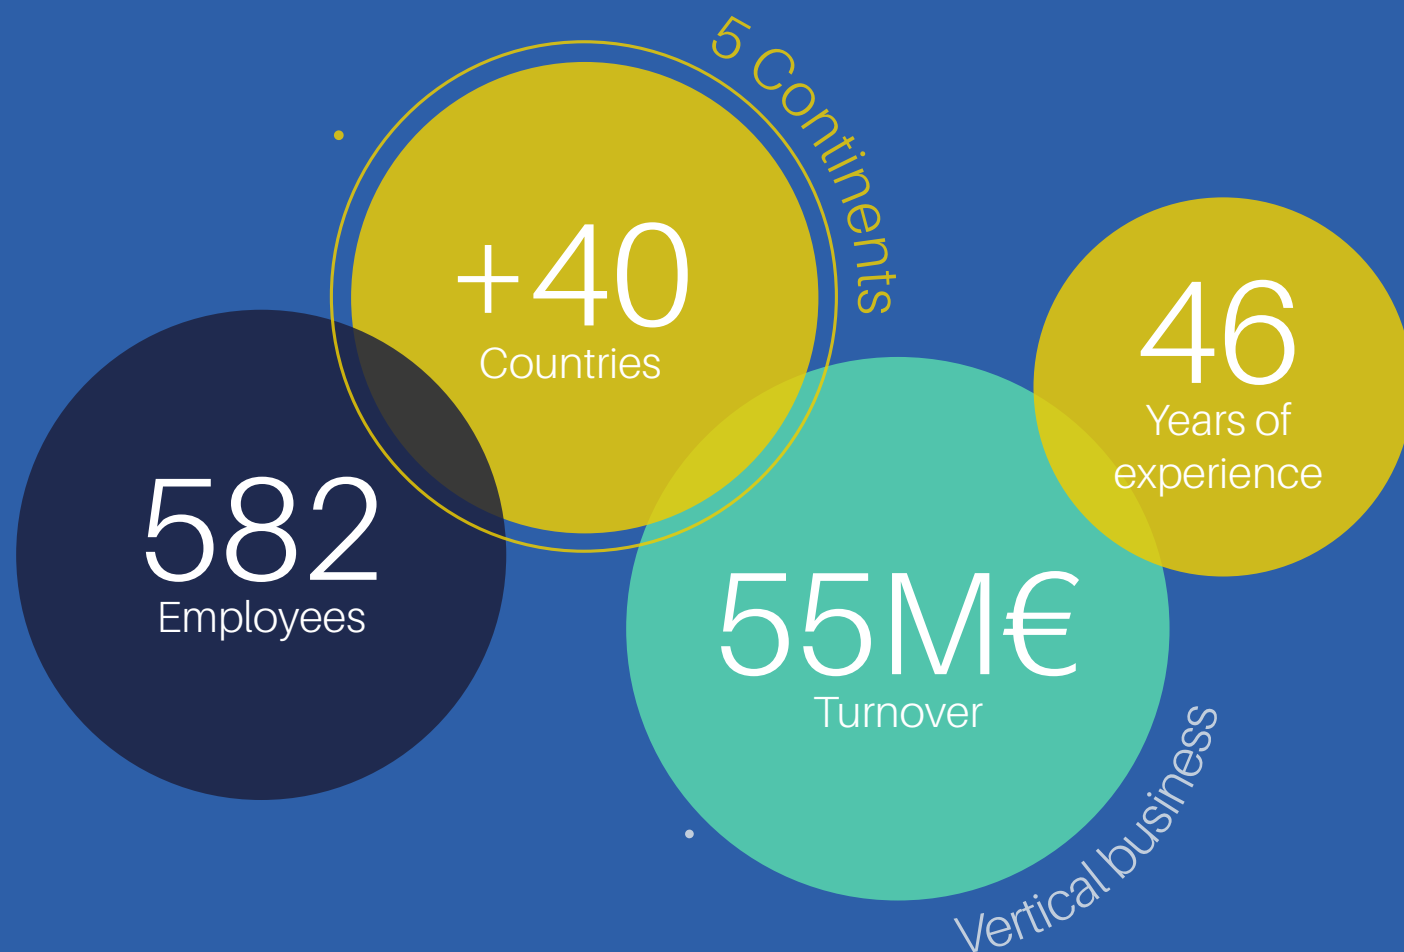 5 Continents
+40
Countries
46
Years of
experience
582
Employees
55M€
Turnover
Vertical business